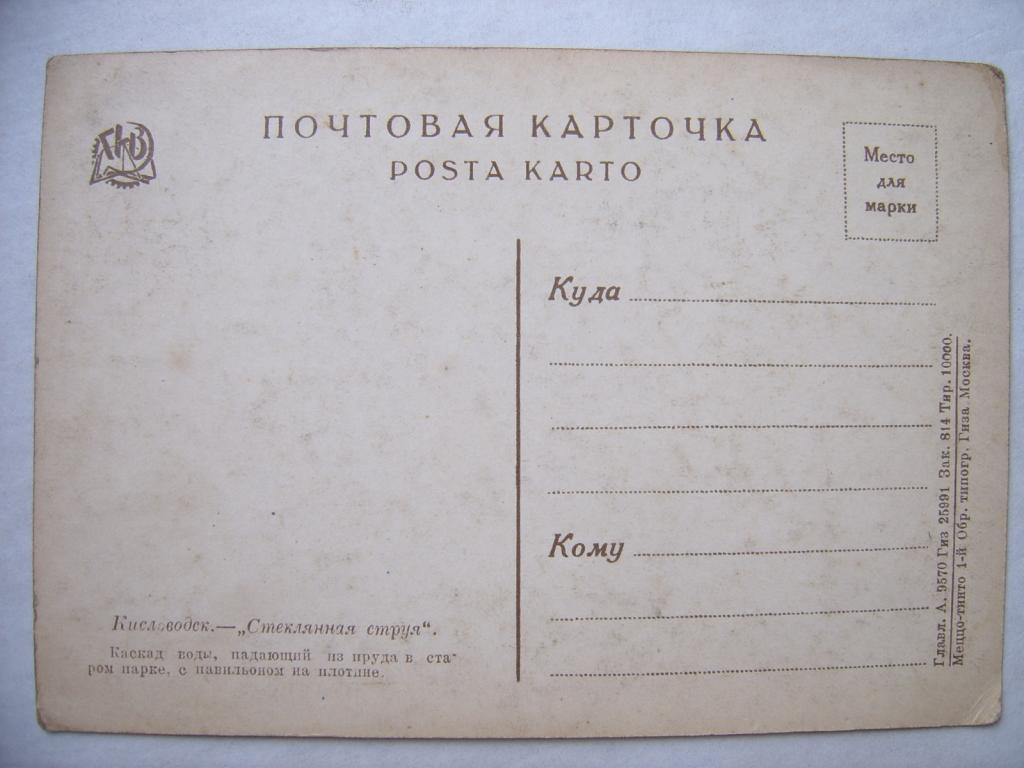 ГИЗ
ПОЧТОВАЯ КАРТОЧКА
POSTA KARTO
Место
для
марки
Куда
Кому
Кисловодск.—„Стеклянная струя“.
Каскад воды, падающий из пруда в ста-
ром парке, с павильоном на плотине.
Главл. А. 9570 Гиз 25991 Зак. 814 Тир. 10000.
Меццо-тинто 1-й Обр. типогр. Гиза. Москва.